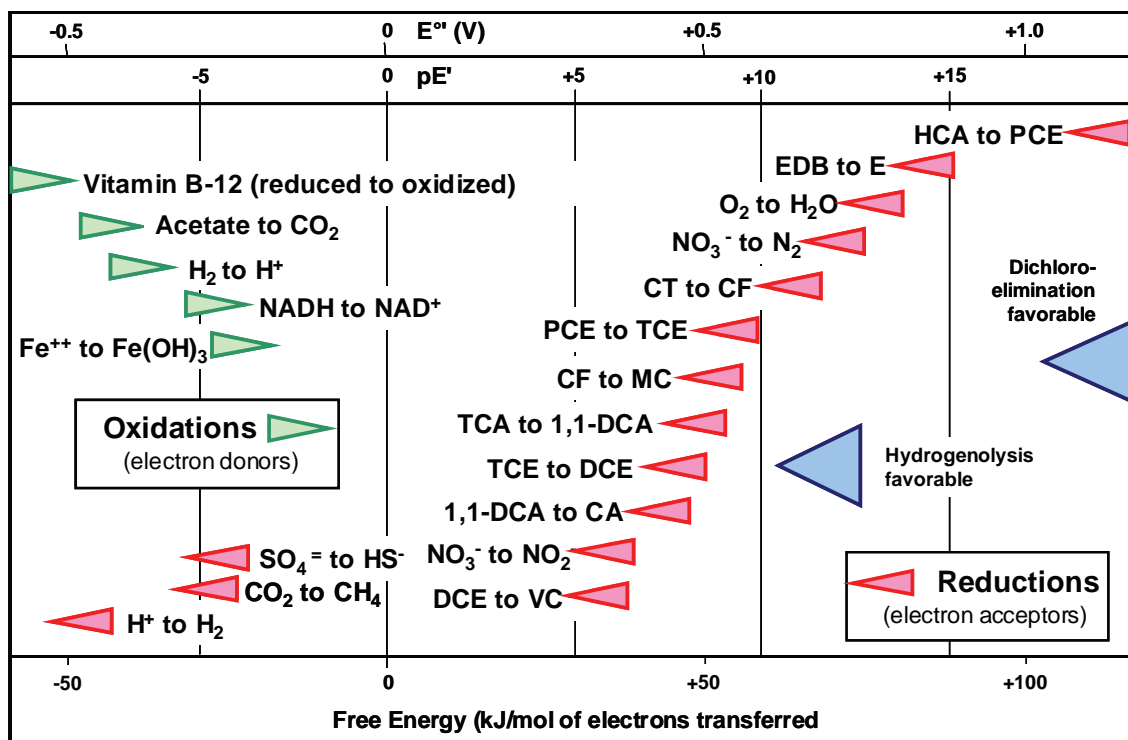 -0.5 0 E°' (V) +0.5 +1.0
-5 0 pE' +5 +10 +15
HCA to PCE
EDB to E
Vitamin B-12 (reduced to oxidized)
O₂ to H₂O
Acetate to CO₂
NO₃⁻ to N₂
H₂ to H⁺
Dichloro-
elimination
favorable
CT to CF
NADH to NAD⁺
PCE to TCE
Fe⁺⁺ to Fe(OH)₃
CF to MC
Oxidations
(electron donors)
TCA to 1,1-DCA
TCE to DCE
Hydrogenolysis
favorable
1,1-DCA to CA
SO₄⁼ to HS⁻
NO₃⁻ to NO₂⁻
CO₂ to CH₄
DCE to VC
Reductions
(electron acceptors)
H⁺ to H₂
-50 0 +50 +100
Free Energy (kJ/mol of electrons transferred